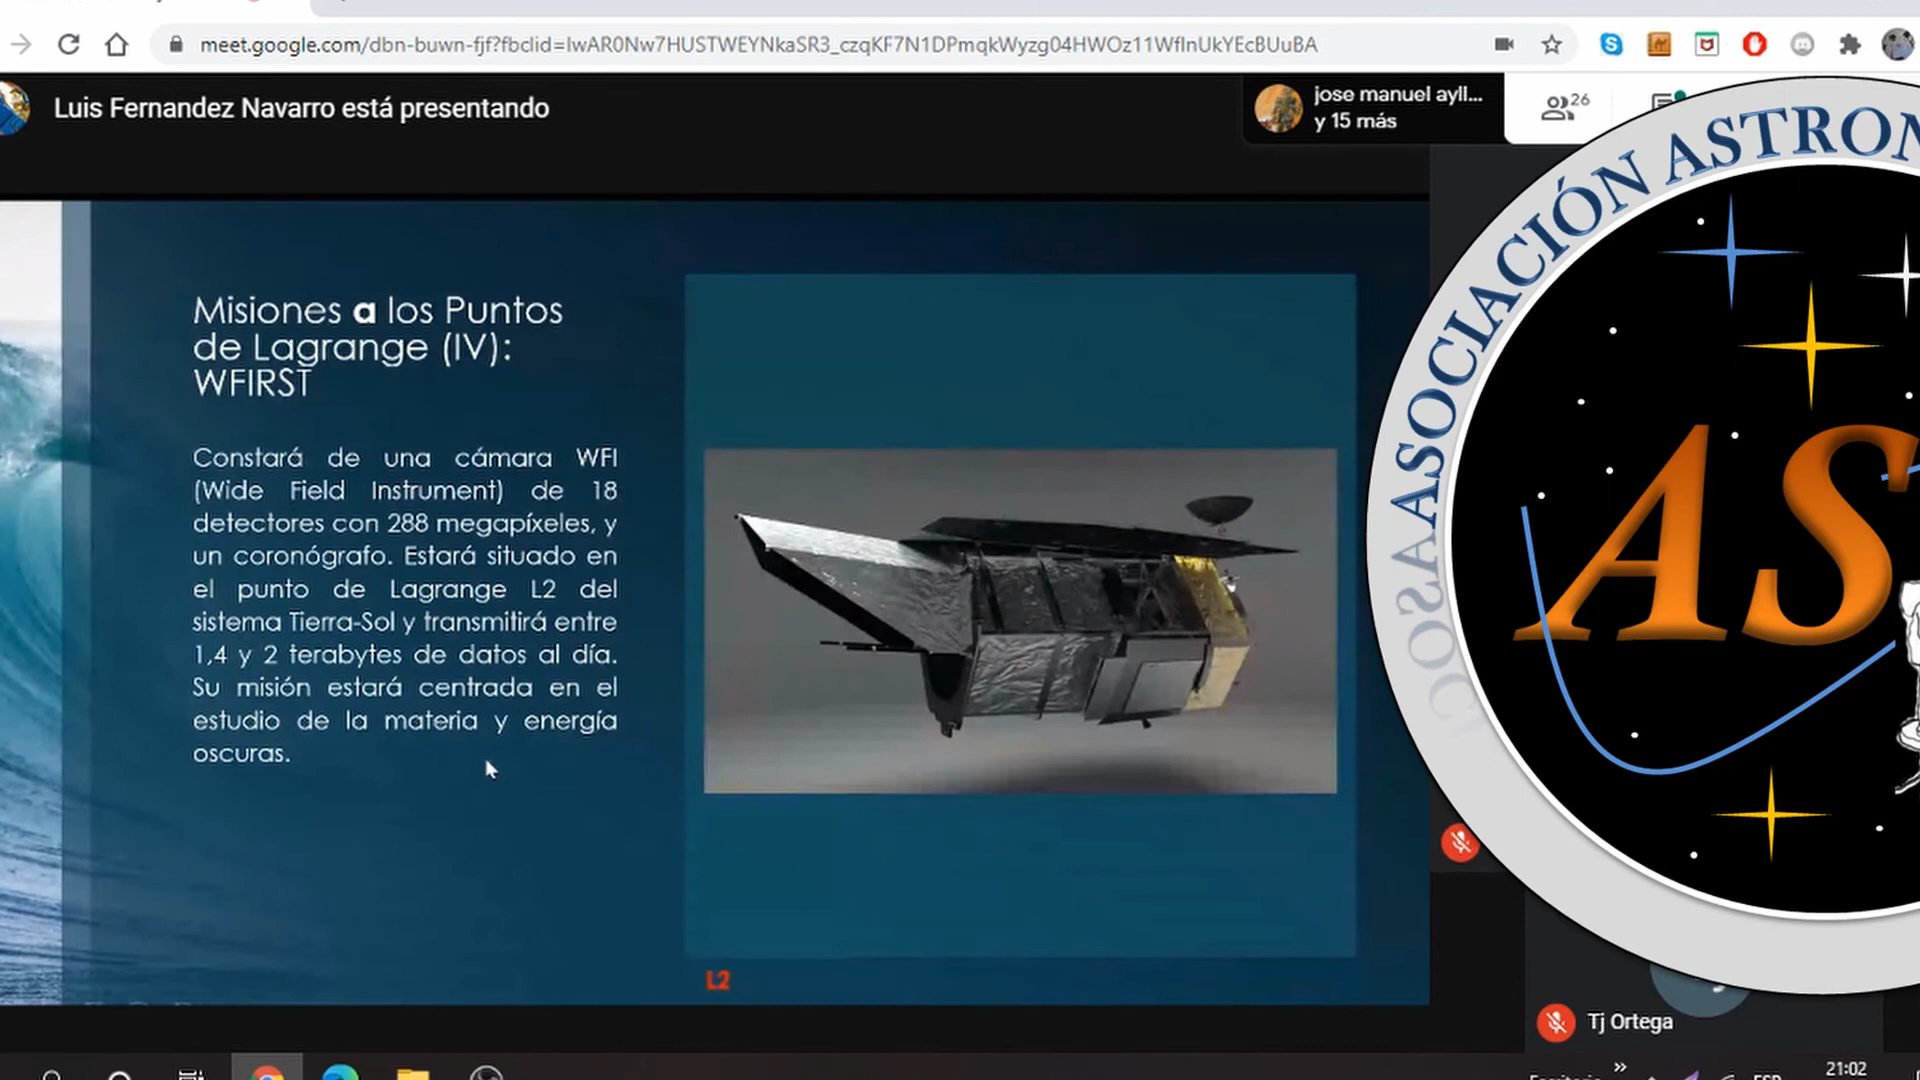 meet.google.com/dbn-buwn-fjf?fbclid=IwAR0Nw7HUSTWEYNkaSR3_czqKF7N1DPmqkWyzg04HWOz11WfInUkYEcBUuBA
Luis Fernandez Navarro está presentando
jose manuel ayll...
y 15 más
26
Misiones a los Puntos
de Lagrange (IV):
WFIRST
Constará de una cámara WFI
(Wide Field Instrument) de 18
detectores con 288 megapíxeles, y
un coronógrafo. Estará situado en
el punto de Lagrange L2 del
sistema Tierra-Sol y transmitirá entre
1,4 y 2 terabytes de datos al día.
Su misión estará centrada en el
estudio de la materia y energía
oscuras.
L2
ASOCIACIÓN ASTRON
AS
Tj Ortega
21:02